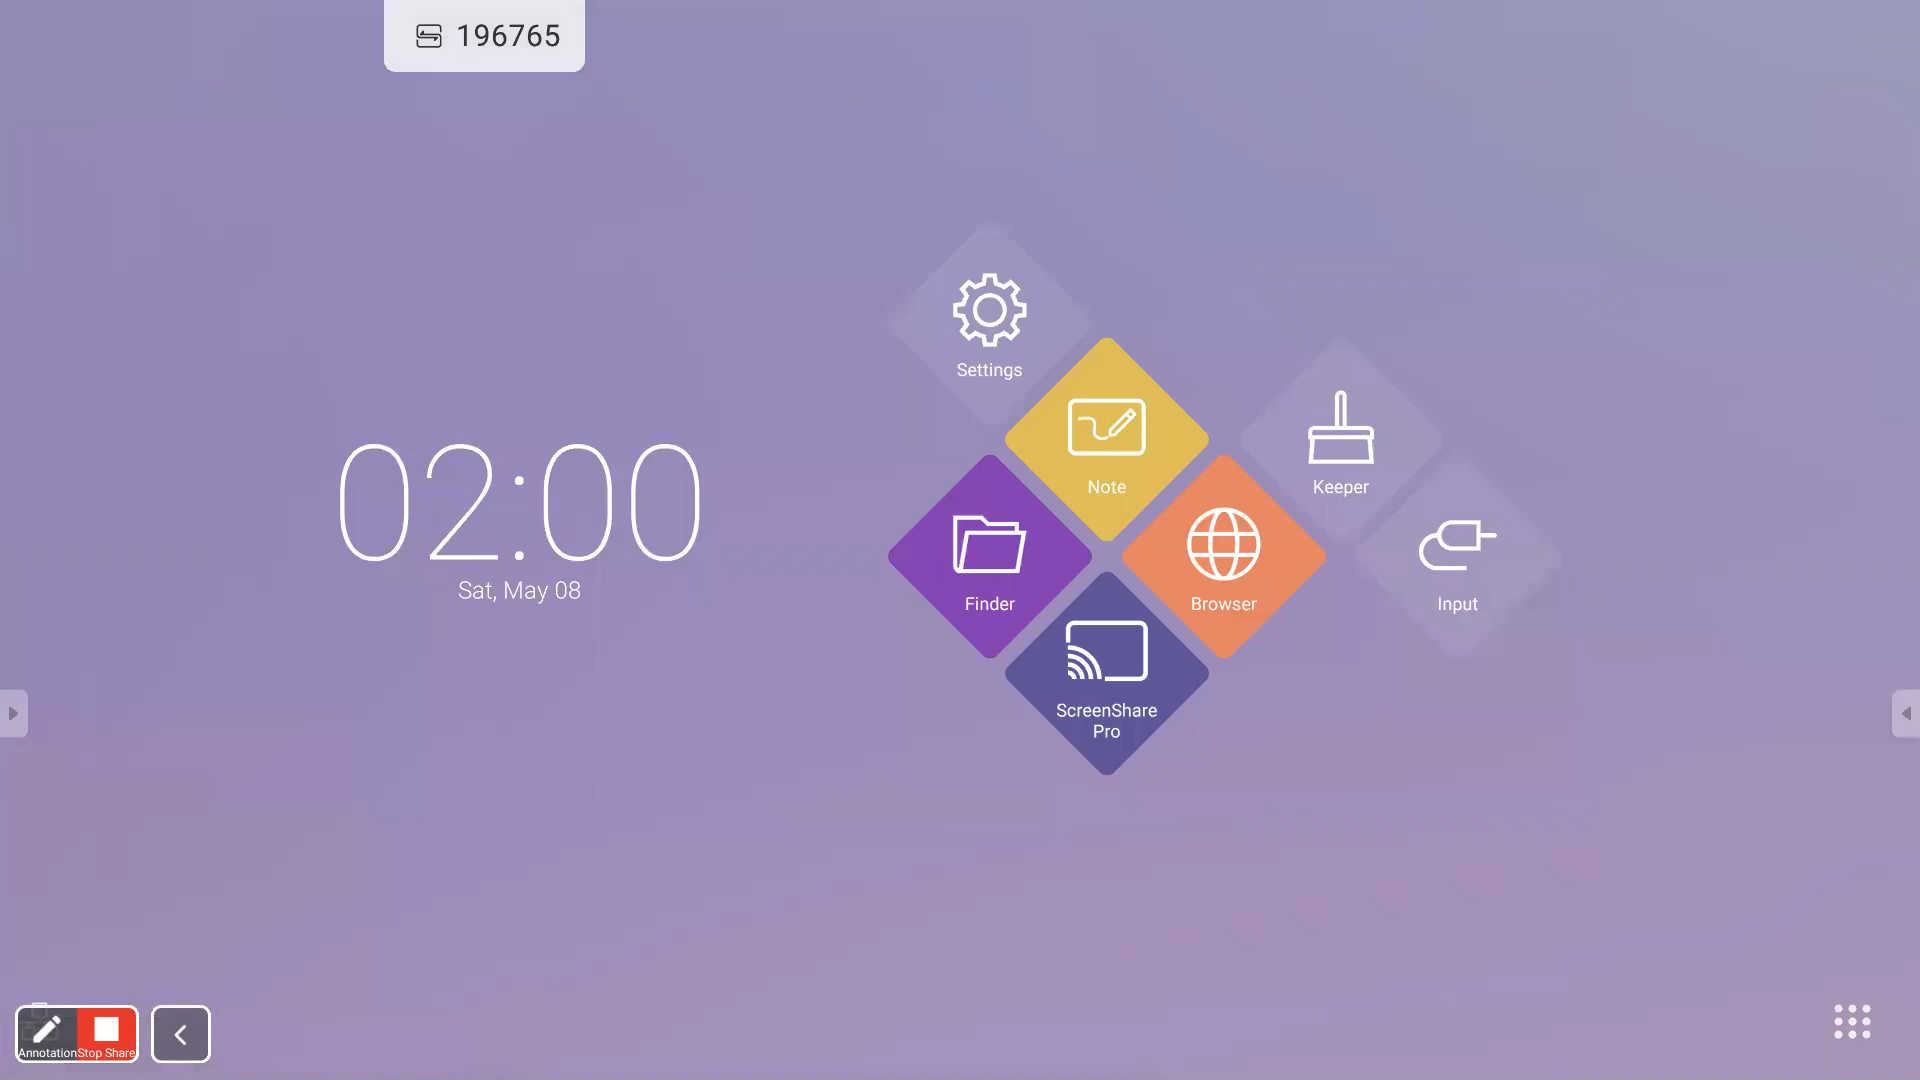 196765
Settings
Note
Keeper
02:00
Sat, May 08
Finder
Browser
Input
ScreenShare
Pro
Annotation
Stop Share